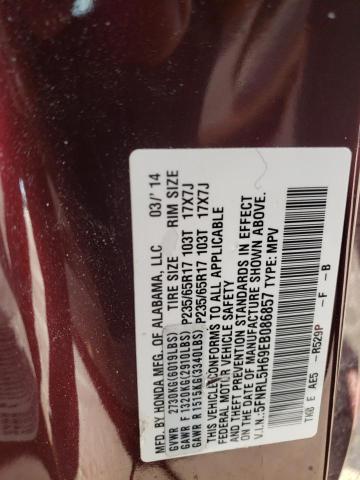 MFD. BY HONDA MFG. OF ALABAMA, LLC 03/'14
GVWR 2730KG(6019LBS) TIRE SIZE RIM SIZE
GAWR F 1320KG(2910LBS) P235/65R17 103T 17X7J
GAWR R 1515KG(3340LBS) P235/65R17 103T 17X7J
THIS VEHICLE CONFORMS TO ALL APPLICABLE
FEDERAL MOTOR VEHICLE SAFETY
AND THEFT PREVENTION STANDARDS IN EFFECT
ON THE DATE OF MANUFACTURE SHOWN ABOVE.
V.I.N.:5FNRL5H69EB086857 TYPE: MPV
TK8 E AE5 - R529P - F - B